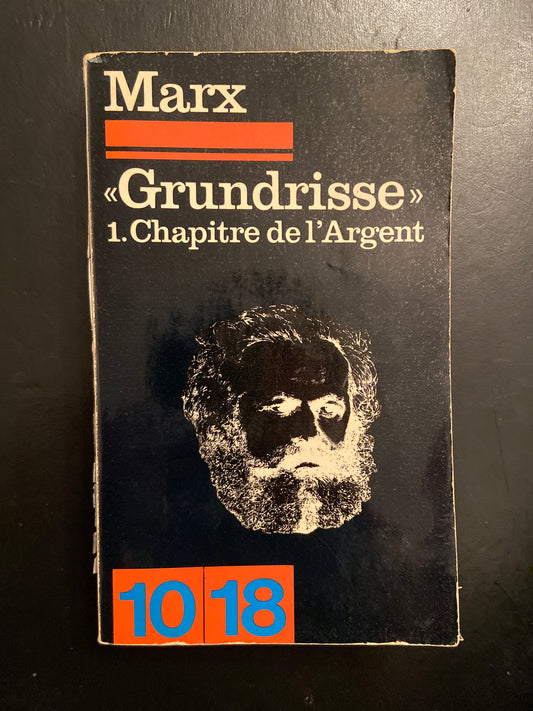 Marx
«Grundrisse»
1. Chapitre de l'Argent
10 18